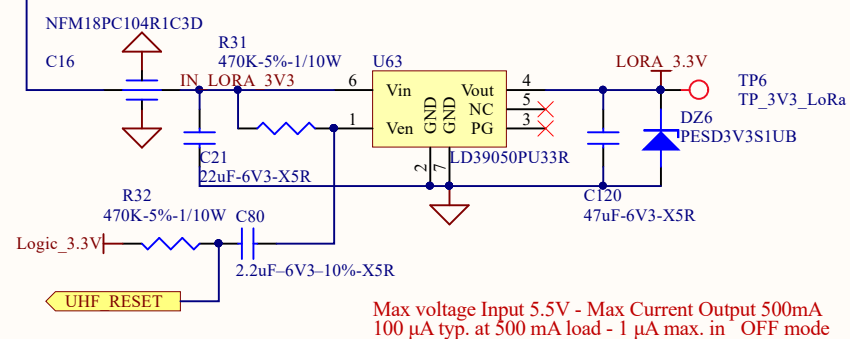 NFM18PC104R1C3D
C16
R31
470K-5%-1/10W
IN_LORA_3V3
U63
6
Vin
1
Ven
GND
GND
Vout
NC
PG
4
5
3
2
7
LD39050PU33R
LORA_3.3V
TP6
TP_3V3_LoRa
DZ6
PESD3V3S1UB
C21
22uF-6V3-X5R
C120
47uF-6V3-X5R
R32
470K-5%-1/10W
C80
Logic_3.3V
2.2uF–6V3–10%-X5R
UHF_RESET
Max voltage Input 5.5V - Max Current Output 500mA
100 µA typ. at 500 mA load - 1 µA max. in OFF mode